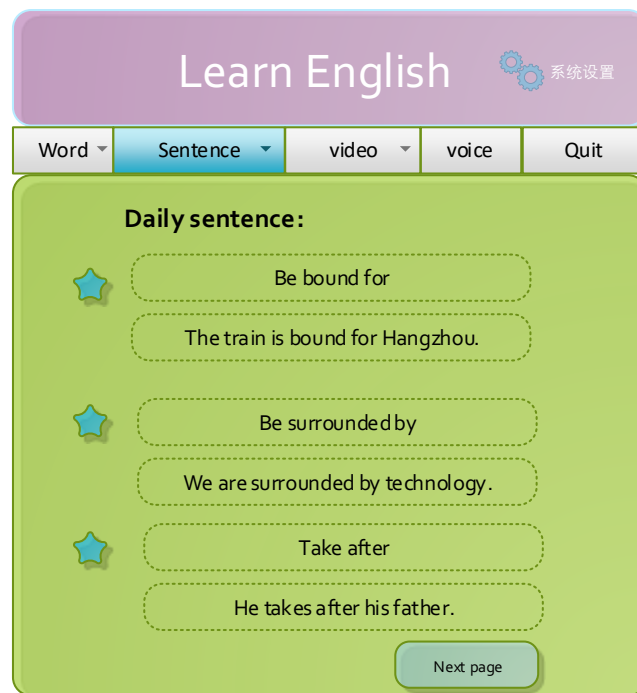 Learn English
系统设置
Word Sentence video voice Quit
Daily sentence:
Be bound for
The train is bound for Hangzhou.
Be surrounded by
We are surrounded by technology.
Take after
He takes after his father.
Next page